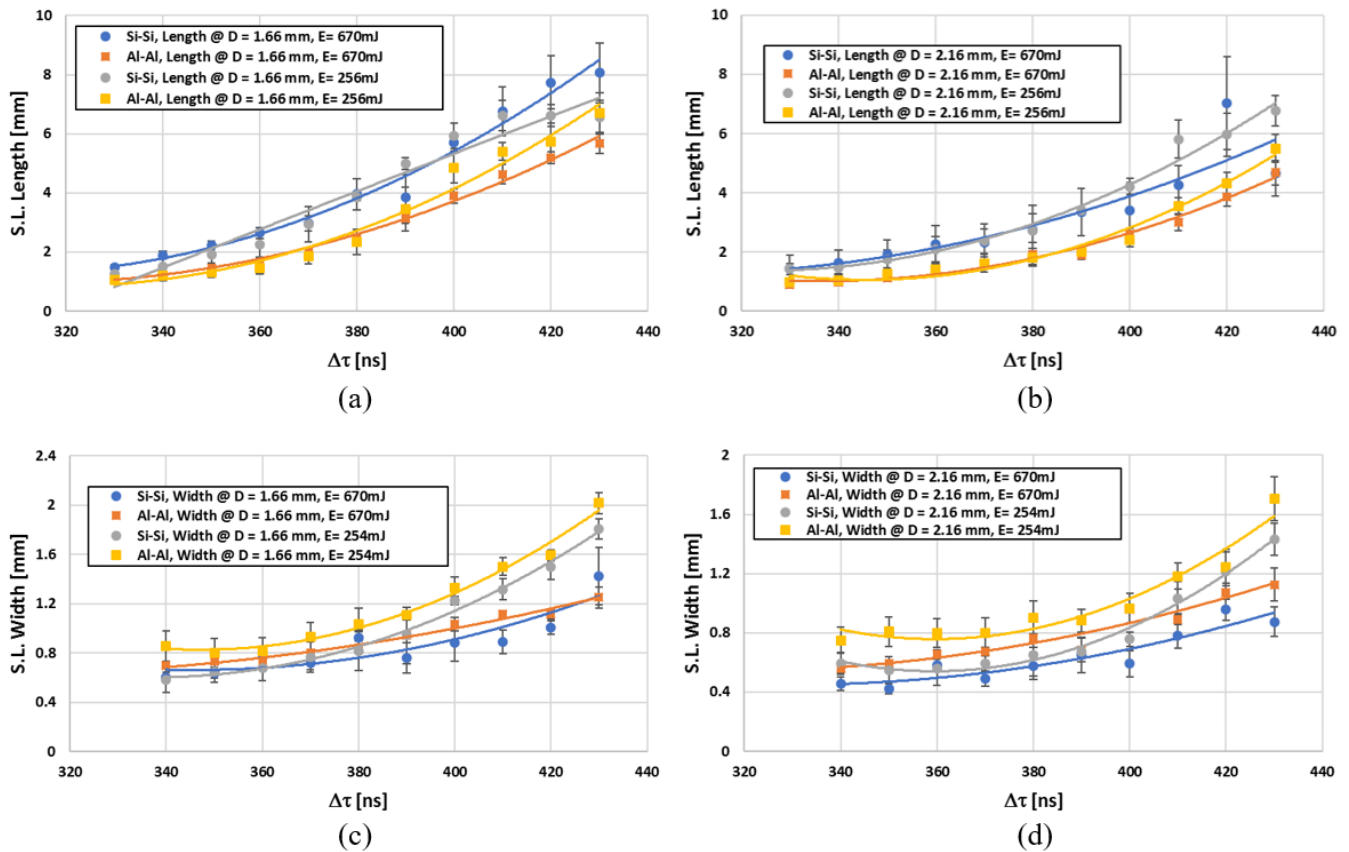 10
8
6
4
2
0
S.L. Length [mm]
Si-Si, Length @ D = 1.66 mm, E= 670mJ
Al-Al, Length @ D = 1.66 mm, E= 670mJ
Si-Si, Length @ D = 1.66 mm, E= 256mJ
Al-Al, Length @ D = 1.66 mm, E= 256mJ
320 340 360 380 400 420 440
Δτ [ns]
(a)
10
8
6
4
2
0
S.L. Length [mm]
Si-Si, Length @ D = 2.16 mm, E= 670mJ
Al-Al, Length @ D = 2.16 mm, E= 670mJ
Si-Si, Length @ D = 2.16 mm, E= 256mJ
Al-Al, Length @ D = 2.16 mm, E= 256mJ
320 340 360 380 400 420 440
Δτ [ns]
(b)
2.4
2
1.6
1.2
0.8
0.4
0
S.L. Width [mm]
Si-Si, Width @ D = 1.66 mm, E= 670mJ
Al-Al, Width @ D = 1.66 mm, E= 670mJ
Si-Si, Width @ D = 1.66 mm, E= 254mJ
Al-Al, Width @ D = 1.66 mm, E= 254mJ
320 340 360 380 400 420 440
Δτ [ns]
(c)
2
1.6
1.2
0.8
0.4
0
S.L. Width [mm]
Si-Si, Width @ D = 2.16 mm, E= 670mJ
Al-Al, Width @ D = 2.16 mm, E= 670mJ
Si-Si, Width @ D = 2.16 mm, E= 254mJ
Al-Al, Width @ D = 2.16 mm, E= 254mJ
320 340 360 380 400 420 440
Δτ [ns]
(d)